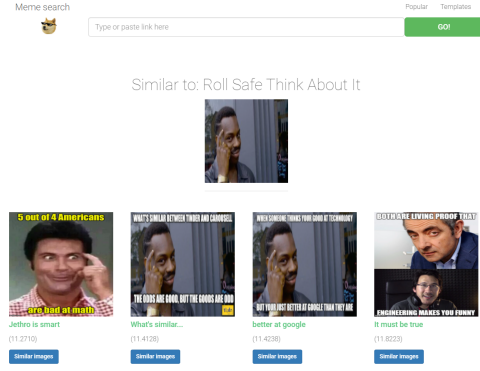 Meme search
Popular Templates
Type or paste link here
GO!
Similar to: Roll Safe Think About It
5 out of 4 Americans
are bad at math
WHAT'S SIMILAR BETWEEN TINDER AND CAROUSELL
THE ODDS ARE GOOD, BUT THE GOODS ARE ODD
WHEN SOMEONE THINKS YOUR GOOD AT TECHNOLOGY
BUT YOUR JUST BETTER AT GOOGLE THAN THEY ARE
BOTH ARE LIVING PROOF THAT
ENGINEERING MAKES YOU FUNNY
Jethro is smart
What's similar...
better at google
It must be true
(11.2710)
(11.4128)
(11.4238)
(11.8223)
Similar images
Similar images
Similar images
Similar images